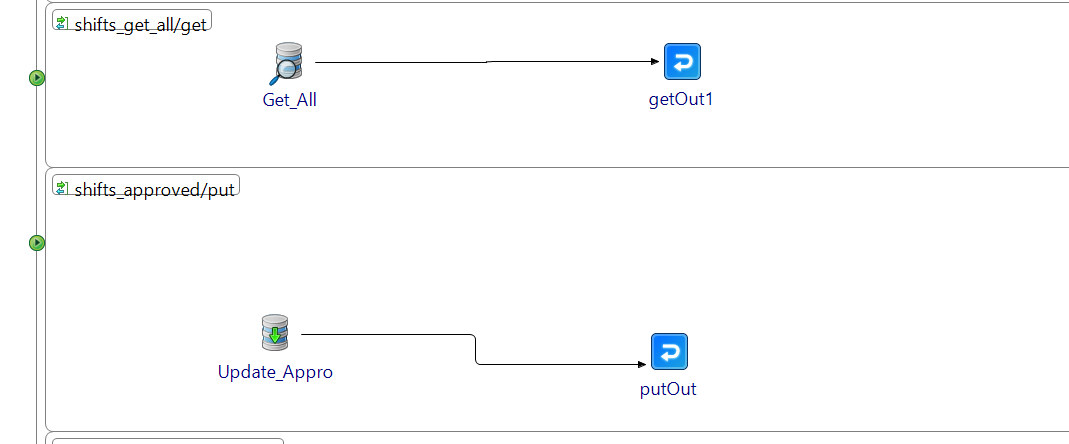 shifts_get_all/get
Get_All
getOut1
shifts_approved/put
Update_Appro
putOut